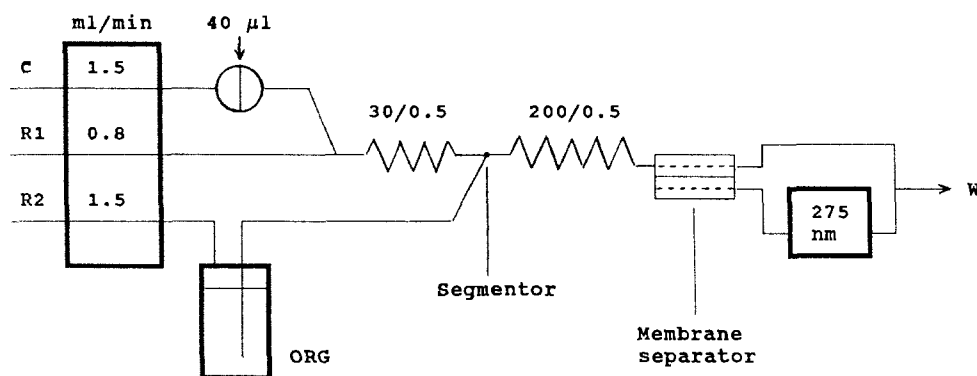 ml/min
40 µl
C 1.5
R1 0.8
R2 1.5
30/0.5
200/0.5
W
275
nm
Segmentor
Membrane
separator
ORG